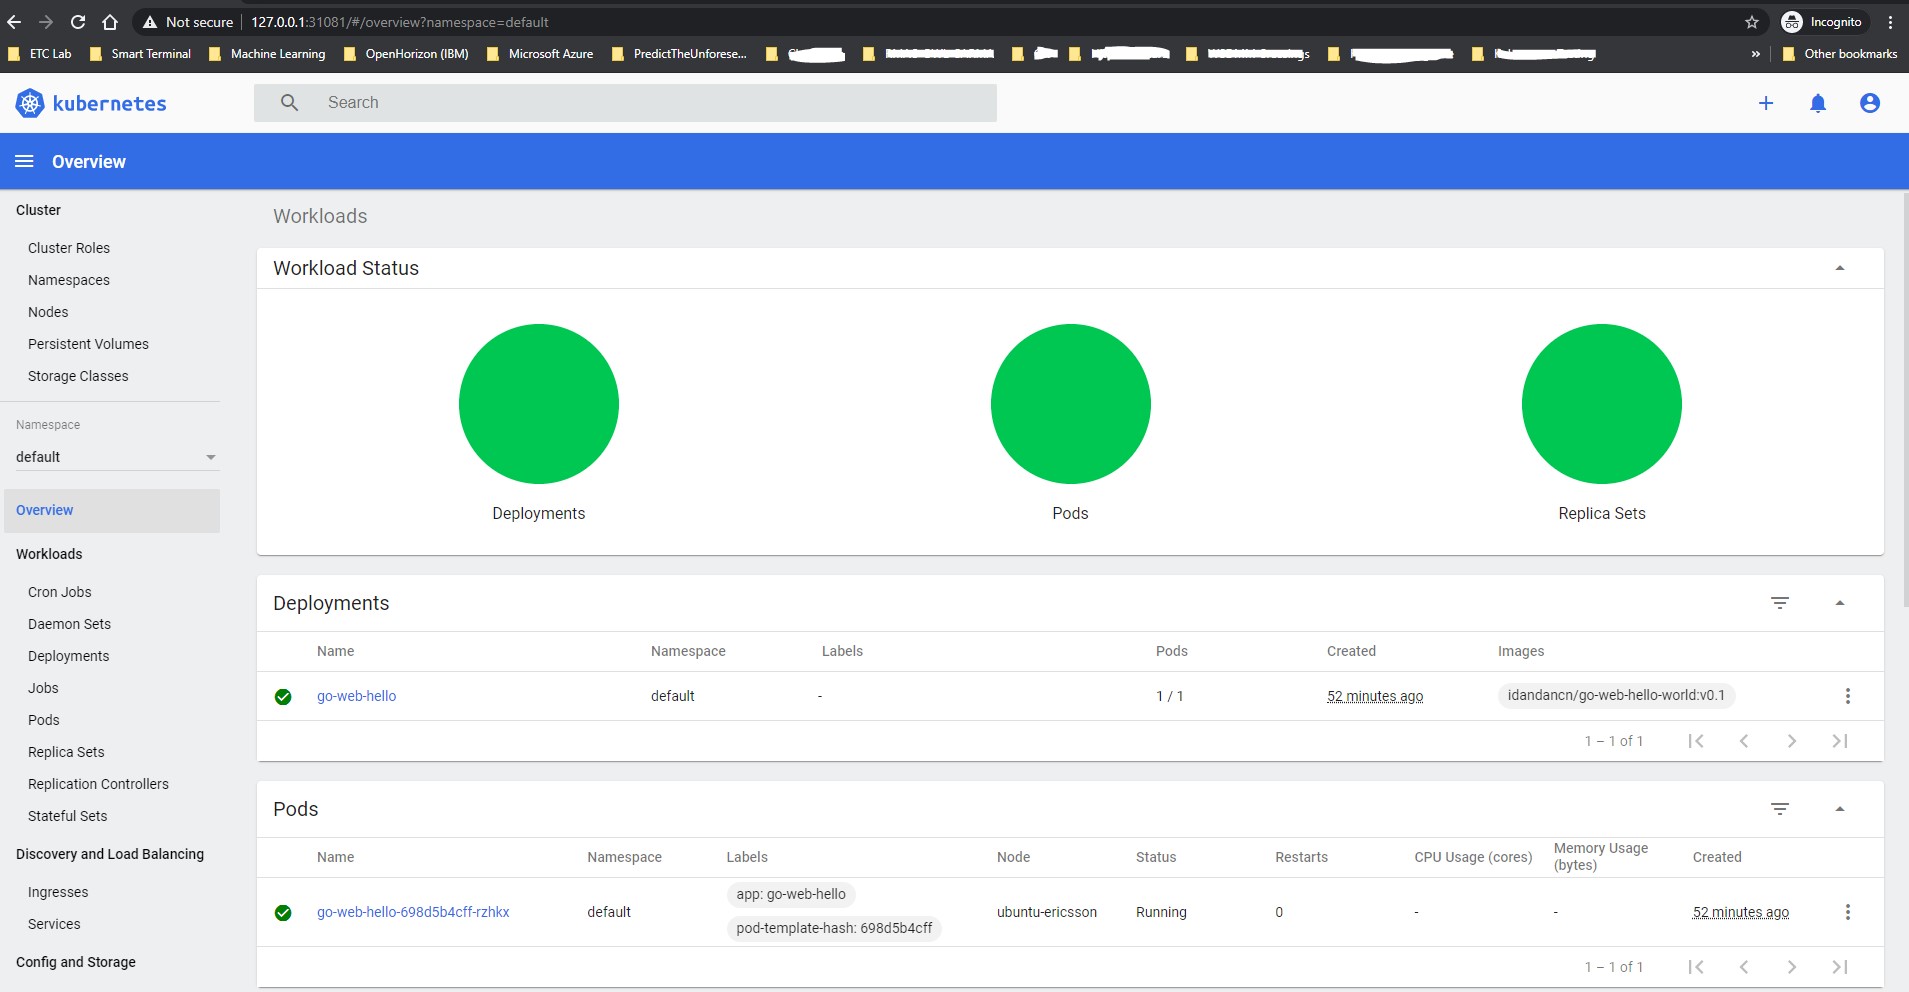 Not secure 127.0.0.1:31081/#/overview?namespace=default Incognito
ETC Lab Smart Terminal Machine Learning OpenHorizon (IBM) Microsoft Azure PredictTheUnforese... » Other bookmarks
kubernetes Search
Overview
Cluster
Cluster Roles
Namespaces
Nodes
Persistent Volumes
Storage Classes
Namespace
default
Overview
Workloads
Cron Jobs
Daemon Sets
Deployments
Jobs
Pods
Replica Sets
Replication Controllers
Stateful Sets
Discovery and Load Balancing
Ingresses
Services
Config and Storage
Workloads
Workload Status
Deployments Pods Replica Sets
Deployments
Name Namespace Labels Pods Created Images
go-web-hello default - 1 / 1 52 minutes ago idandancn/go-web-hello-world:v0.1
1 – 1 of 1
Pods
Name Namespace Labels Node Status Restarts CPU Usage (cores) Memory Usage (bytes) Created
go-web-hello-698d5b4cff-rzhkx default app: go-web-hello pod-template-hash: 698d5b4cff ubuntu-ericsson Running 0 - - 52 minutes ago
1 – 1 of 1